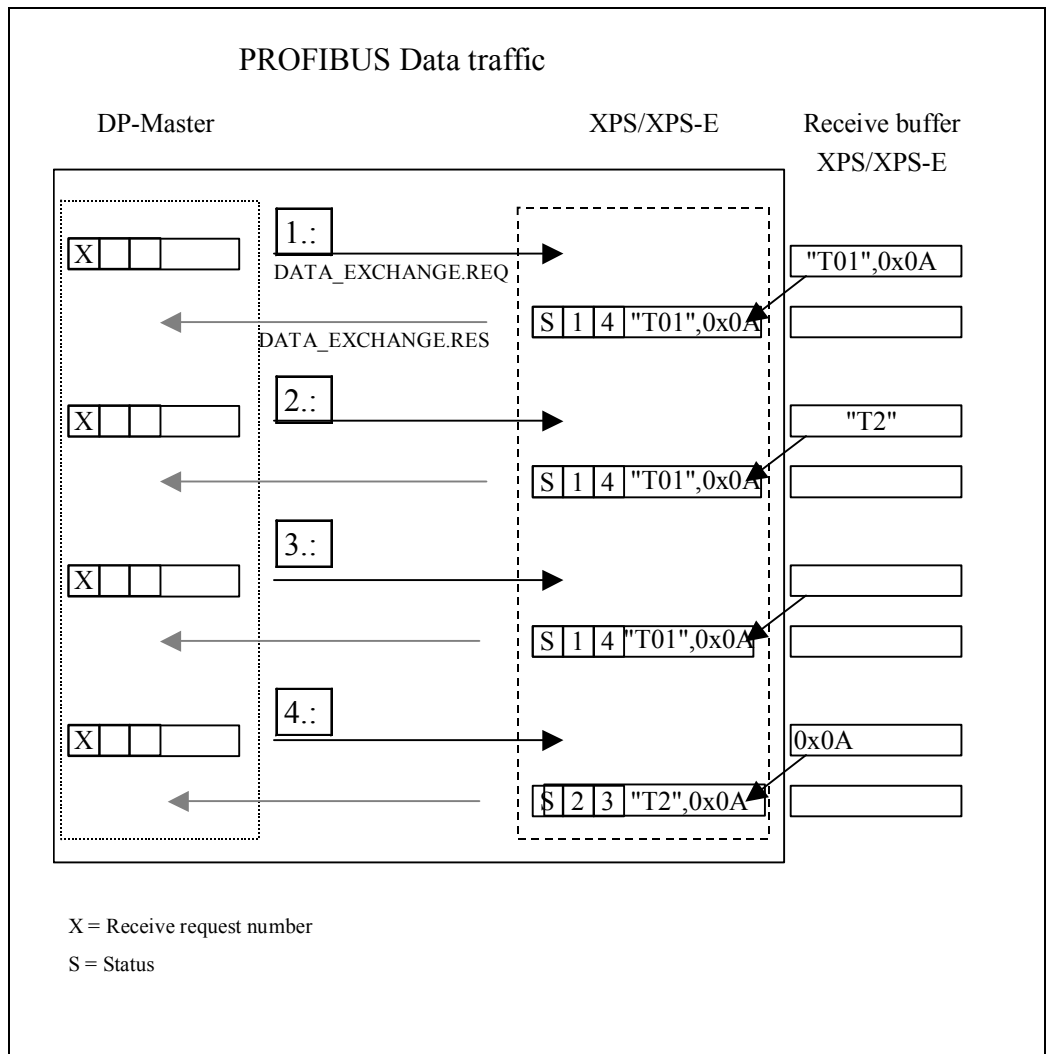 PROFIBUS Data traffic
DP-Master XPS/XPS-E Receive buffer
XPS/XPS-E
1.:
X "T01",0x0A
DATA_EXCHANGE.REQ
S 1 4 "T01",0x0A
DATA_EXCHANGE.RES
2.:
X "T2"
S 1 4 "T01",0x0A
3.:
X
S 1 4 "T01",0x0A
4.:
X 0x0A
S 2 3 "T2",0x0A
X = Receive request number
S = Status